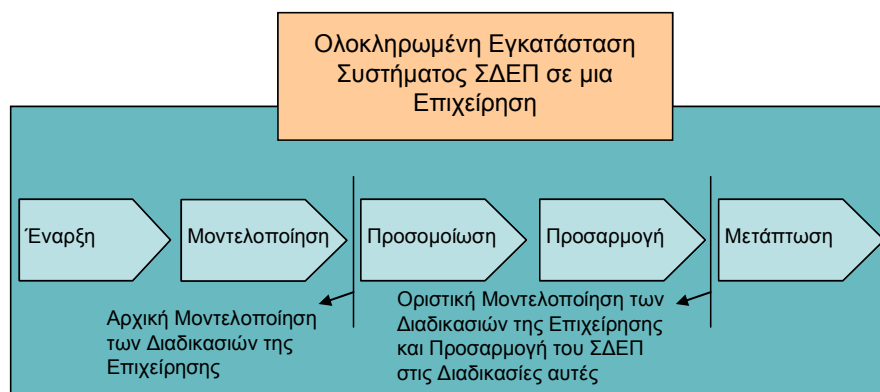 Ολοκληρωμένη Εγκατάσταση
Συστήματος ΣΔΕΠ σε μια
Επιχείρηση
Έναρξη
Μοντελοποίηση
Προσομοίωση
Προσαρμογή
Μετάπτωση
Αρχική Μοντελοποίηση
των Διαδικασιών της
Επιχείρησης
Οριστική Μοντελοποίηση των
Διαδικασιών της Επιχείρησης
και Προσαρμογή του ΣΔΕΠ
στις Διαδικασίες αυτές